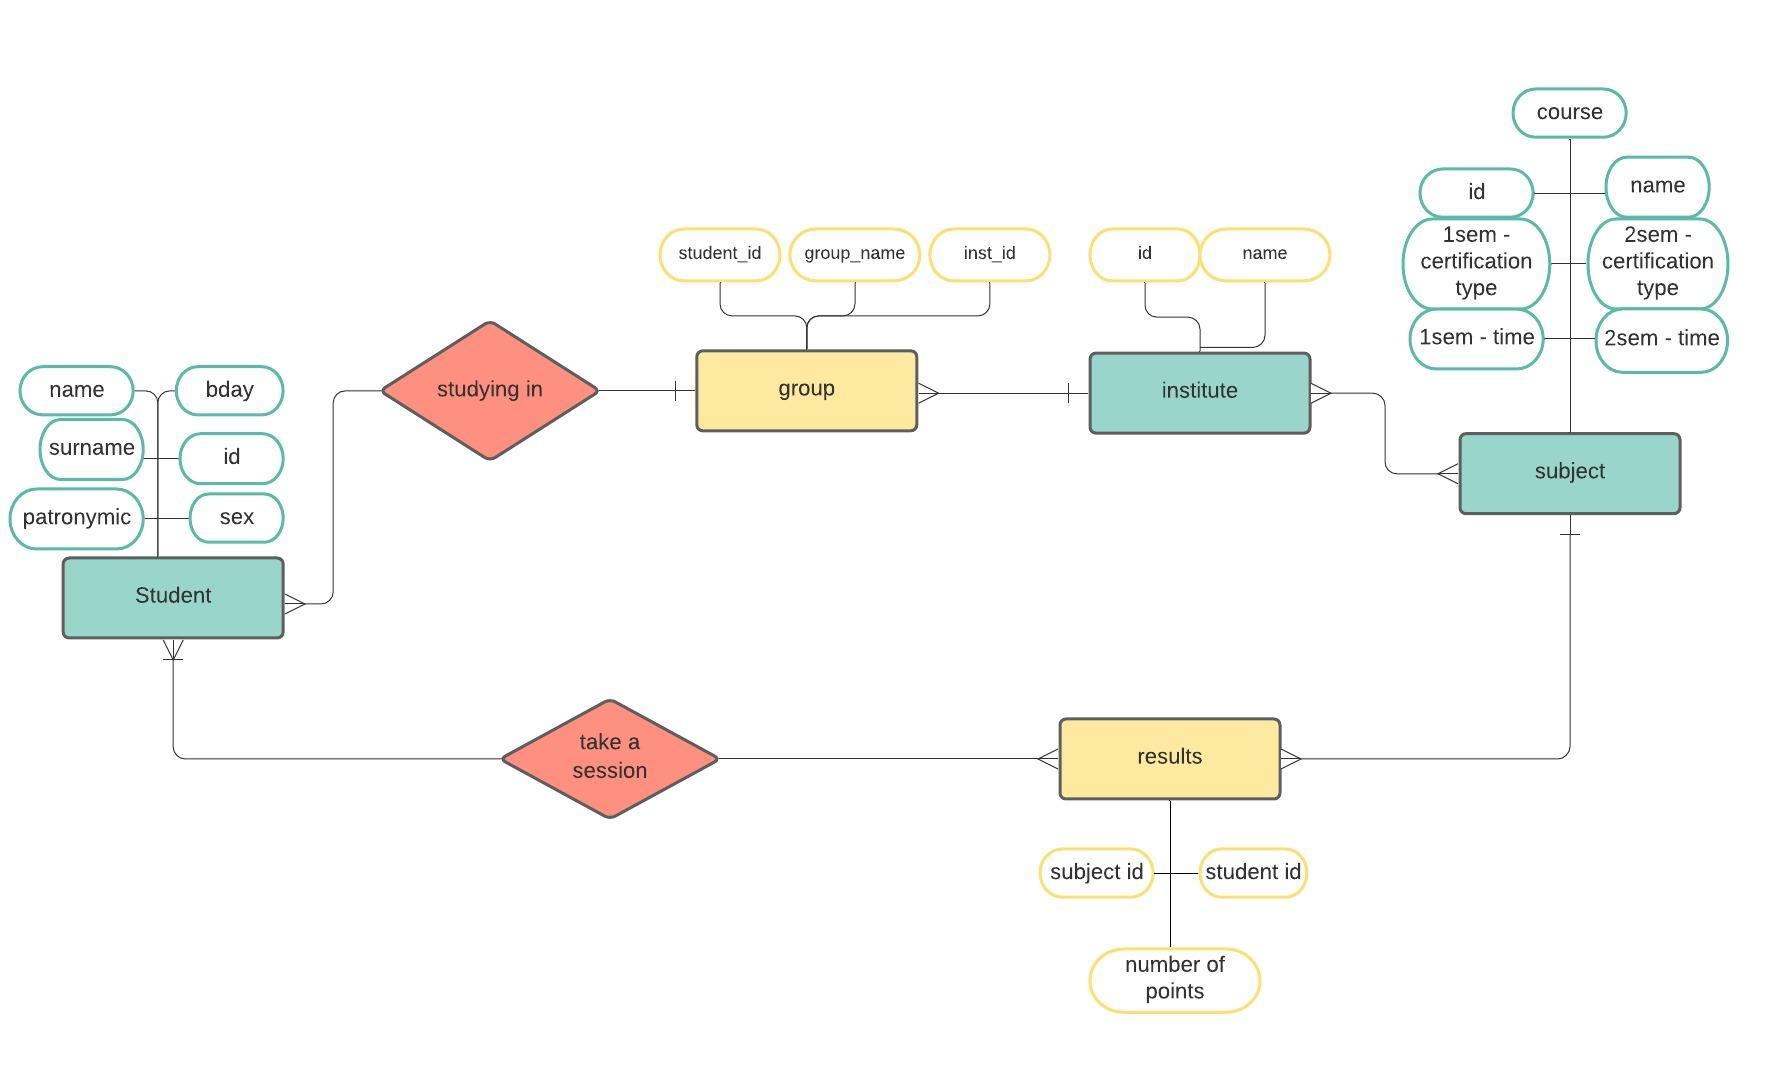 course
id
name
1sem -
certification
type
2sem -
certification
type
1sem - time
2sem - time
student_id
group_name
inst_id
id
name
studying in
group
institute
subject
name
bday
surname
id
patronymic
sex
Student
take a
session
results
subject id
student id
number of
points